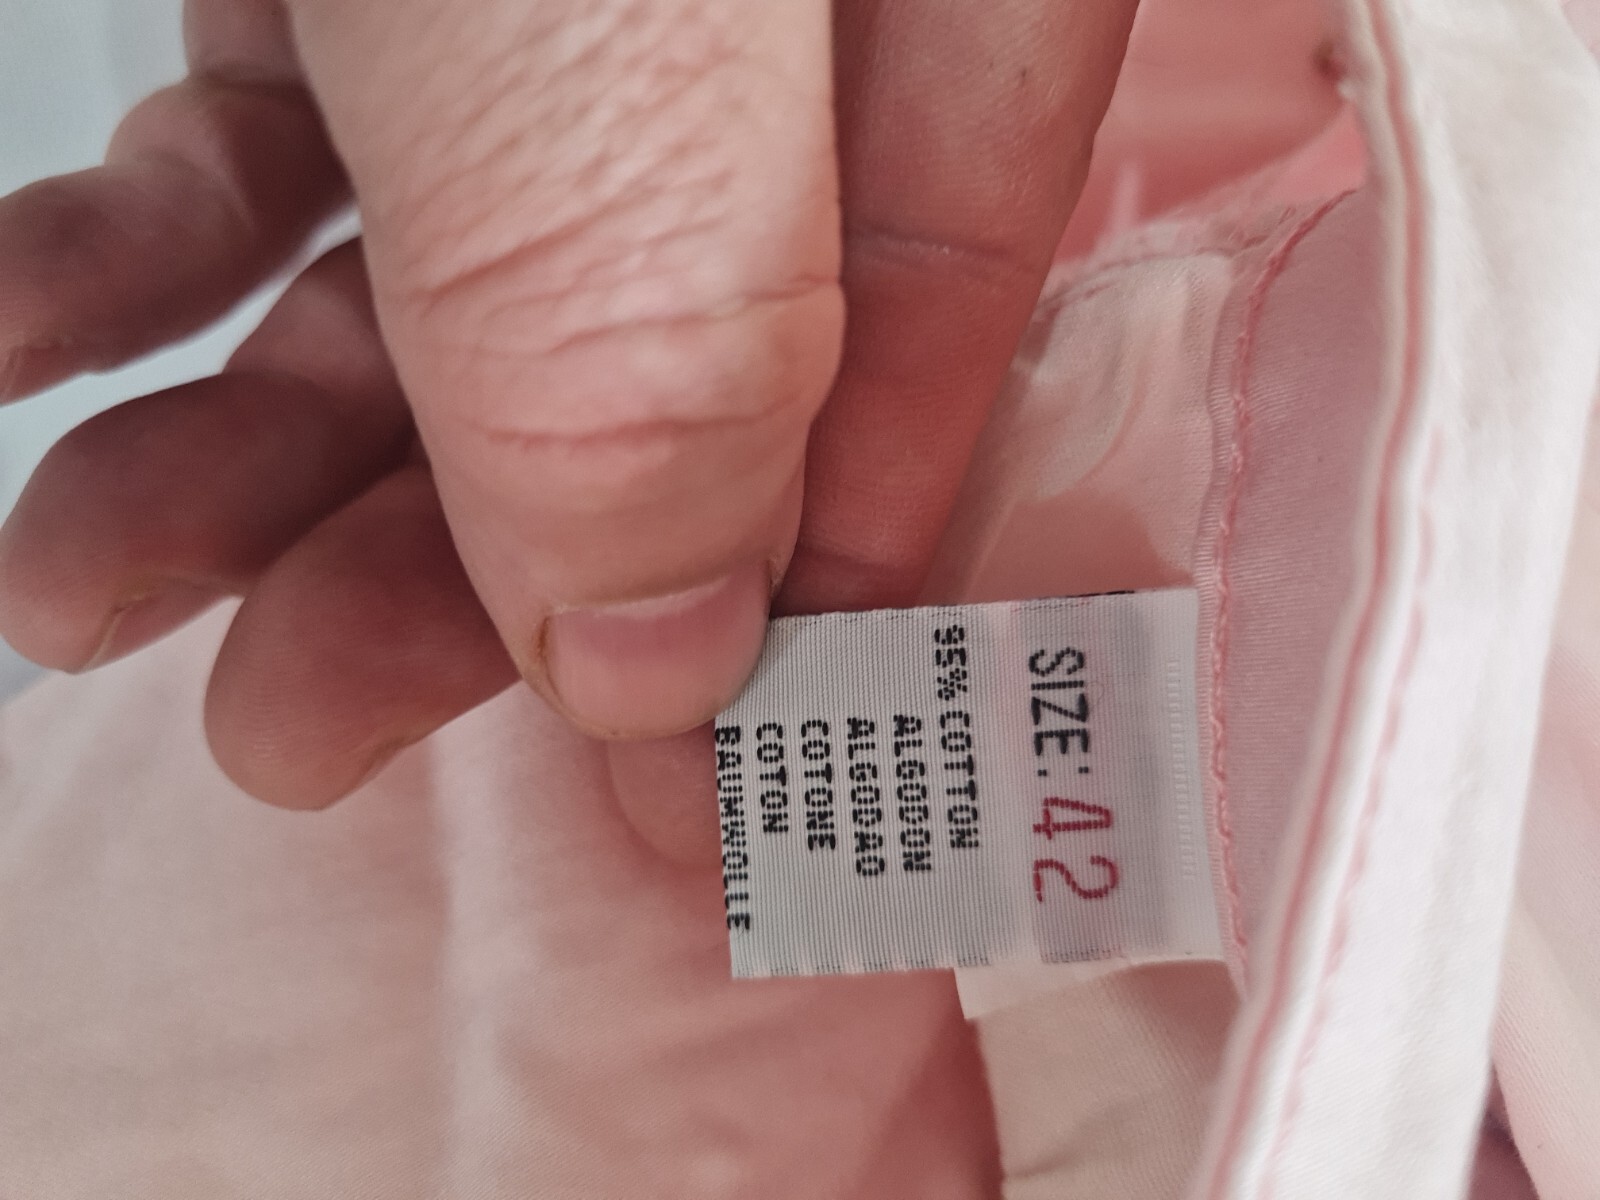 SIZE: 42
95% COTTON
ALGODON
ALGODAO
COTONE
COTON
BAUMWOLLE